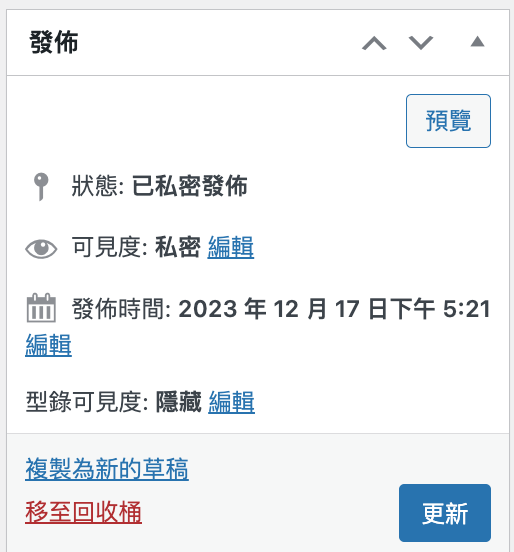 發佈
預覽
狀態: 已私密發佈
可見度: 私密 編輯
發佈時間: 2023 年 12 月 17 日下午 5:21
編輯
型錄可見度: 隱藏 編輯
複製為新的草稿
移至回收桶
更新